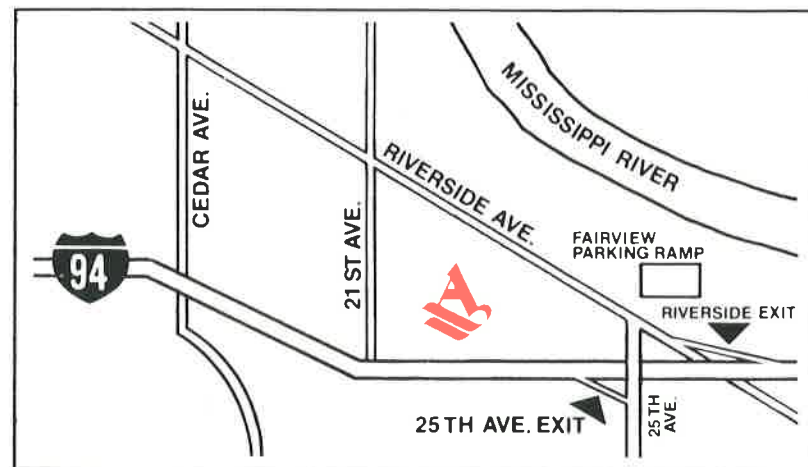 MISSISSIPPI RIVER
CEDAR AVE.
RIVERSIDE AVE.
21 ST AVE.
94
FAIRVIEW
PARKING RAMP
RIVERSIDE EXIT
25TH AVE. EXIT
25TH
AVE.